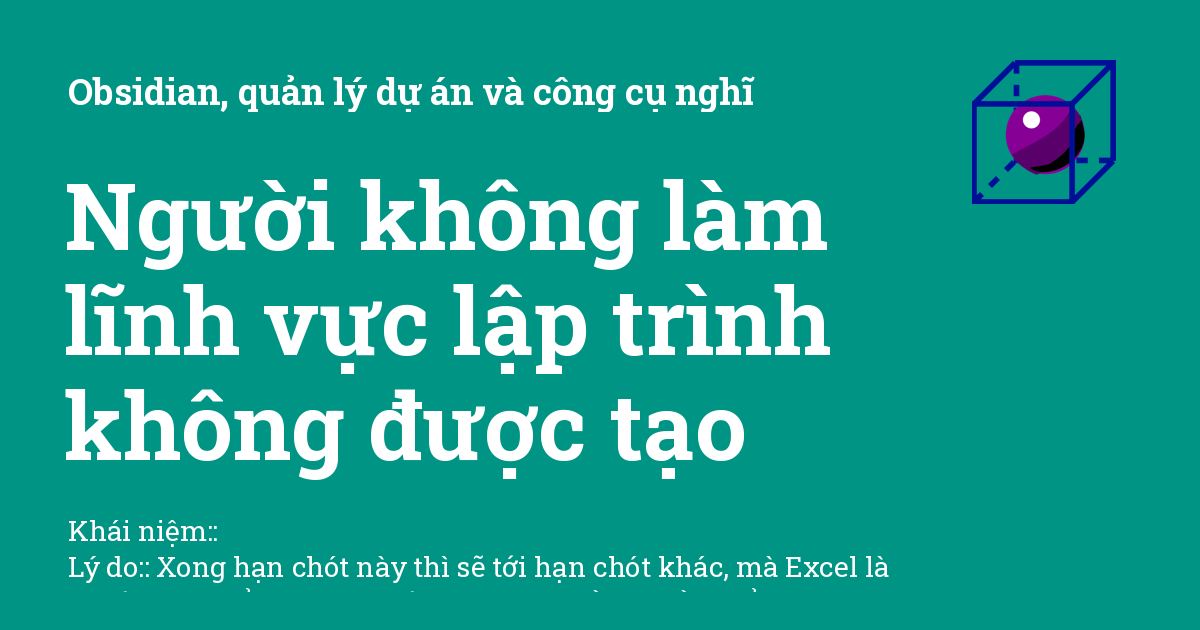 Obsidian, quản lý dự án và công cụ nghĩ
Người không làm
lĩnh vực lập trình
không được tạo
Khái niệm::
Lý do:: Xong hạn chót này thì sẽ tới hạn chót khác, mà Excel là